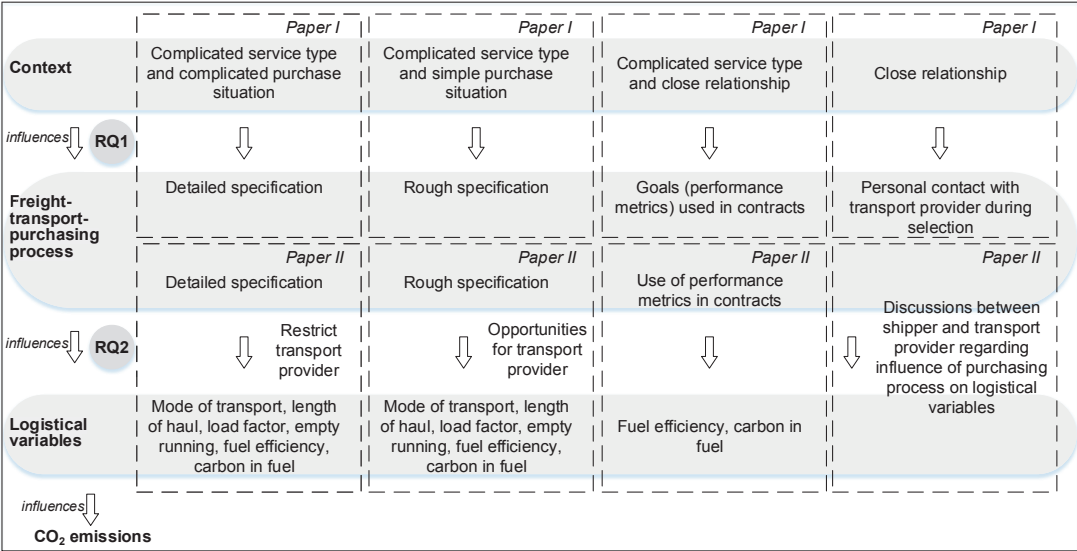 Paper I
Paper I
Paper I
Paper I
Context
Complicated service type
and complicated purchase
situation
Complicated service type
and simple purchase
situation
Complicated service type
and close relationship
Close relationship
influences
RQ1
Freight-
transport-
purchasing
process
Detailed specification
Rough specification
Goals (performance
metrics) used in contracts
Personal contact with
transport provider during
selection
Paper II
Paper II
Paper II
Paper II
Detailed specification
Rough specification
Use of performance
metrics in contracts
influences
RQ2
Restrict
transport
provider
Opportunities
for transport
provider
Discussions between
shipper and transport
provider regarding
influence of purchasing
process on logistical
variables
Logistical
variables
Mode of transport, length
of haul, load factor, empty
running, fuel efficiency,
carbon in fuel
Mode of transport, length
of haul, load factor, empty
running, fuel efficiency,
carbon in fuel
Fuel efficiency, carbon in
fuel
influences
CO₂ emissions